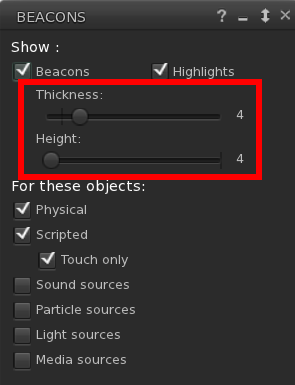 BEACONS ?
Show :
Beacons Highlights
Thickness:
4
Height:
4
For these objects:
Physical
Scripted
Touch only
Sound sources
Particle sources
Light sources
Media sources